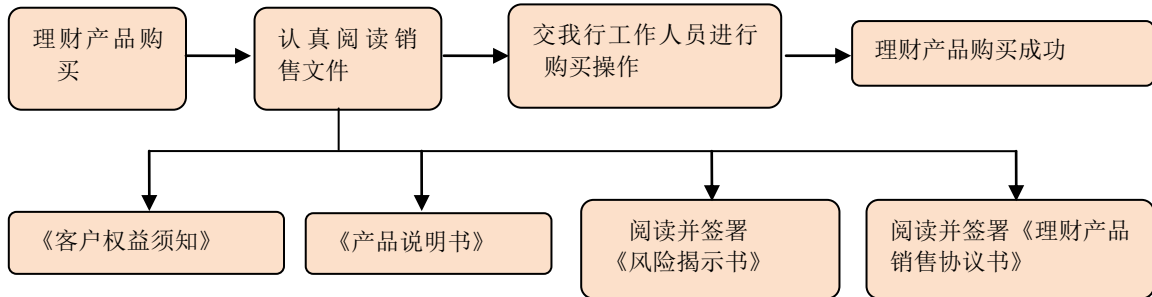 理财产品购
买
认真阅读销
售文件
交我行工作人员进行
购买操作
理财产品购买成功
《客户权益须知》
《产品说明书》
阅读并签署
《风险揭示书》
阅读并签署《理财产品
销售协议书》